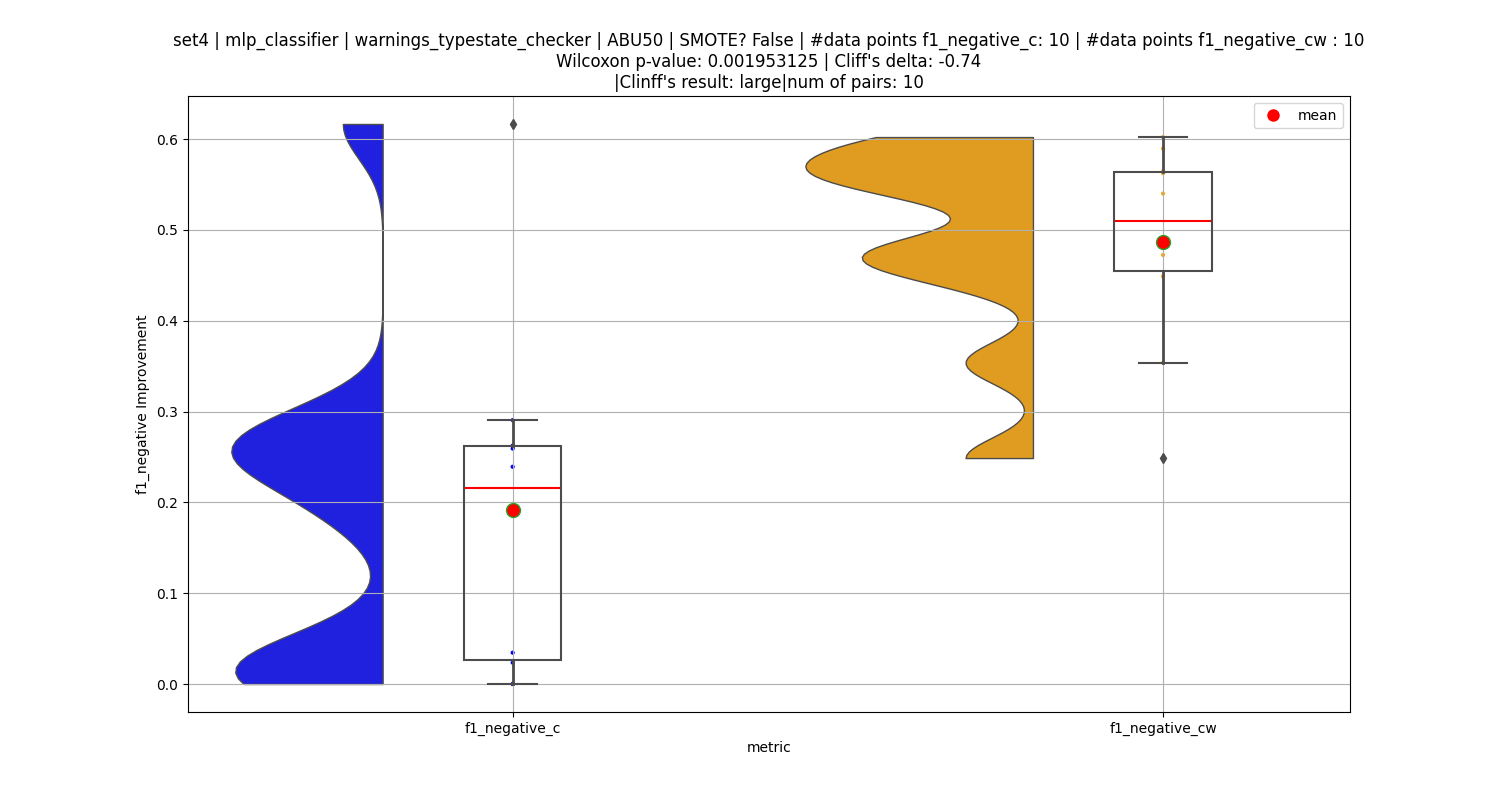 set4 | mlp_classifier | warnings_typestate_checker | ABU50 | SMOTE? False | #data points f1_negative_c: 10 | #data points f1_negative_cw : 10
Wilcoxon p-value: 0.001953125 | Cliff's delta: -0.74
|Clinff's result: large|num of pairs: 10
mean
0.6
0.5
0.4
0.3
0.2
0.1
0.0
f1_negative Improvement
f1_negative_c
f1_negative_cw
metric